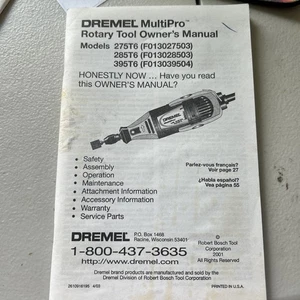 DREMEL MultiPro™
Rotary Tool Owner's Manual
Models 275T6 (F013027503)
285T6 (F013028503)
395T6 (F013039504)
HONESTLY NOW ... Have you read
this OWNER'S MANUAL?
• Safety
• Assembly
• Operation
• Maintenance
• Attachment Information
• Accessory Information
• Warranty
• Service Parts
Parlez-vous français?
Voir page 27
¿Habla español?
Vea página 55
DREMEL P.O. Box 1468
Racine, Wisconsin 53401
1-800-437-3635
http://www.dremel.com
©
Robert Bosch Tool
Corporation
2001
All Rights Reserved
Dremel brand products are manufactured and sold by the
Dremel Division of Robert Bosch Tool Corporation
4/02
PRINTED IN U.S.A.